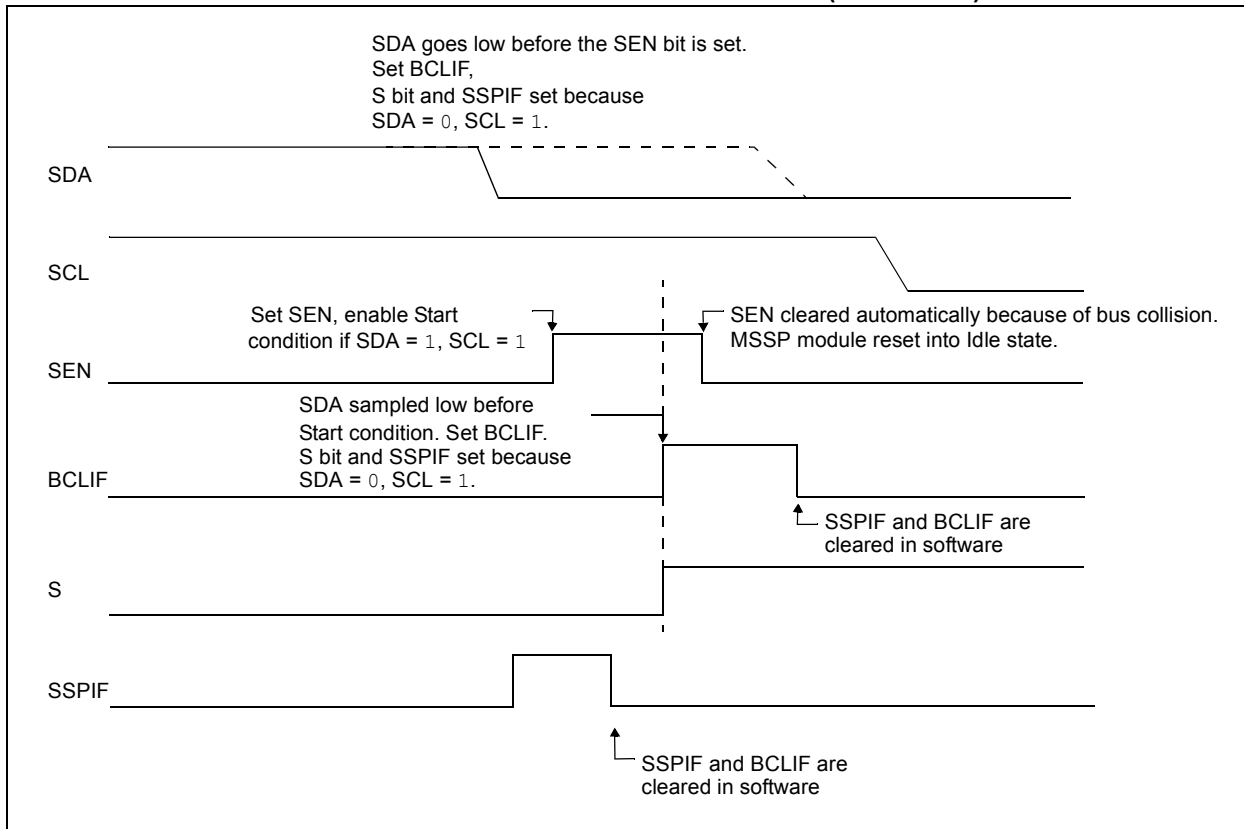 SDA goes low before the SEN bit is set.
Set BCLIF,
S bit and SSPIF set because
SDA = 0, SCL = 1.
SDA
SCL
Set SEN, enable Start
condition if SDA = 1, SCL = 1
SEN cleared automatically because of bus collision.
MSSP module reset into Idle state.
SEN
SDA sampled low before
Start condition. Set BCLIF.
S bit and SSPIF set because
SDA = 0, SCL = 1.
BCLIF
SSPIF and BCLIF are
cleared in software
S
SSPIF
SSPIF and BCLIF are
cleared in software